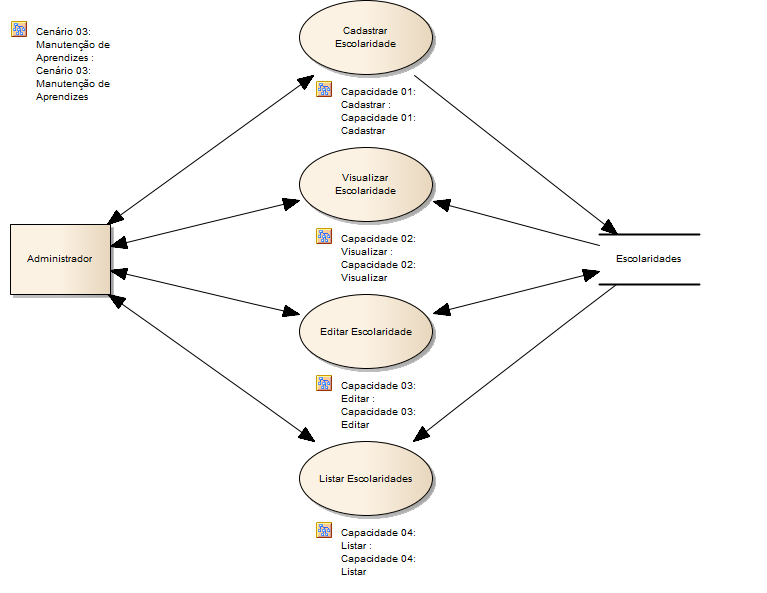 Cenário 03:
Manutenção de
Aprendizes :
Cenário 03:
Manutenção de
Aprendizes
Cadastrar
Escolaridade
Capacidade 01:
Cadastrar :
Capacidade 01:
Cadastrar
Visualizar
Escolaridade
Capacidade 02:
Visualizar :
Capacidade 02:
Visualizar
Administrador
Escolaridades
Editar Escolaridade
Capacidade 03:
Editar :
Capacidade 03:
Editar
Listar Escolaridades
Capacidade 04:
Listar :
Capacidade 04:
Listar